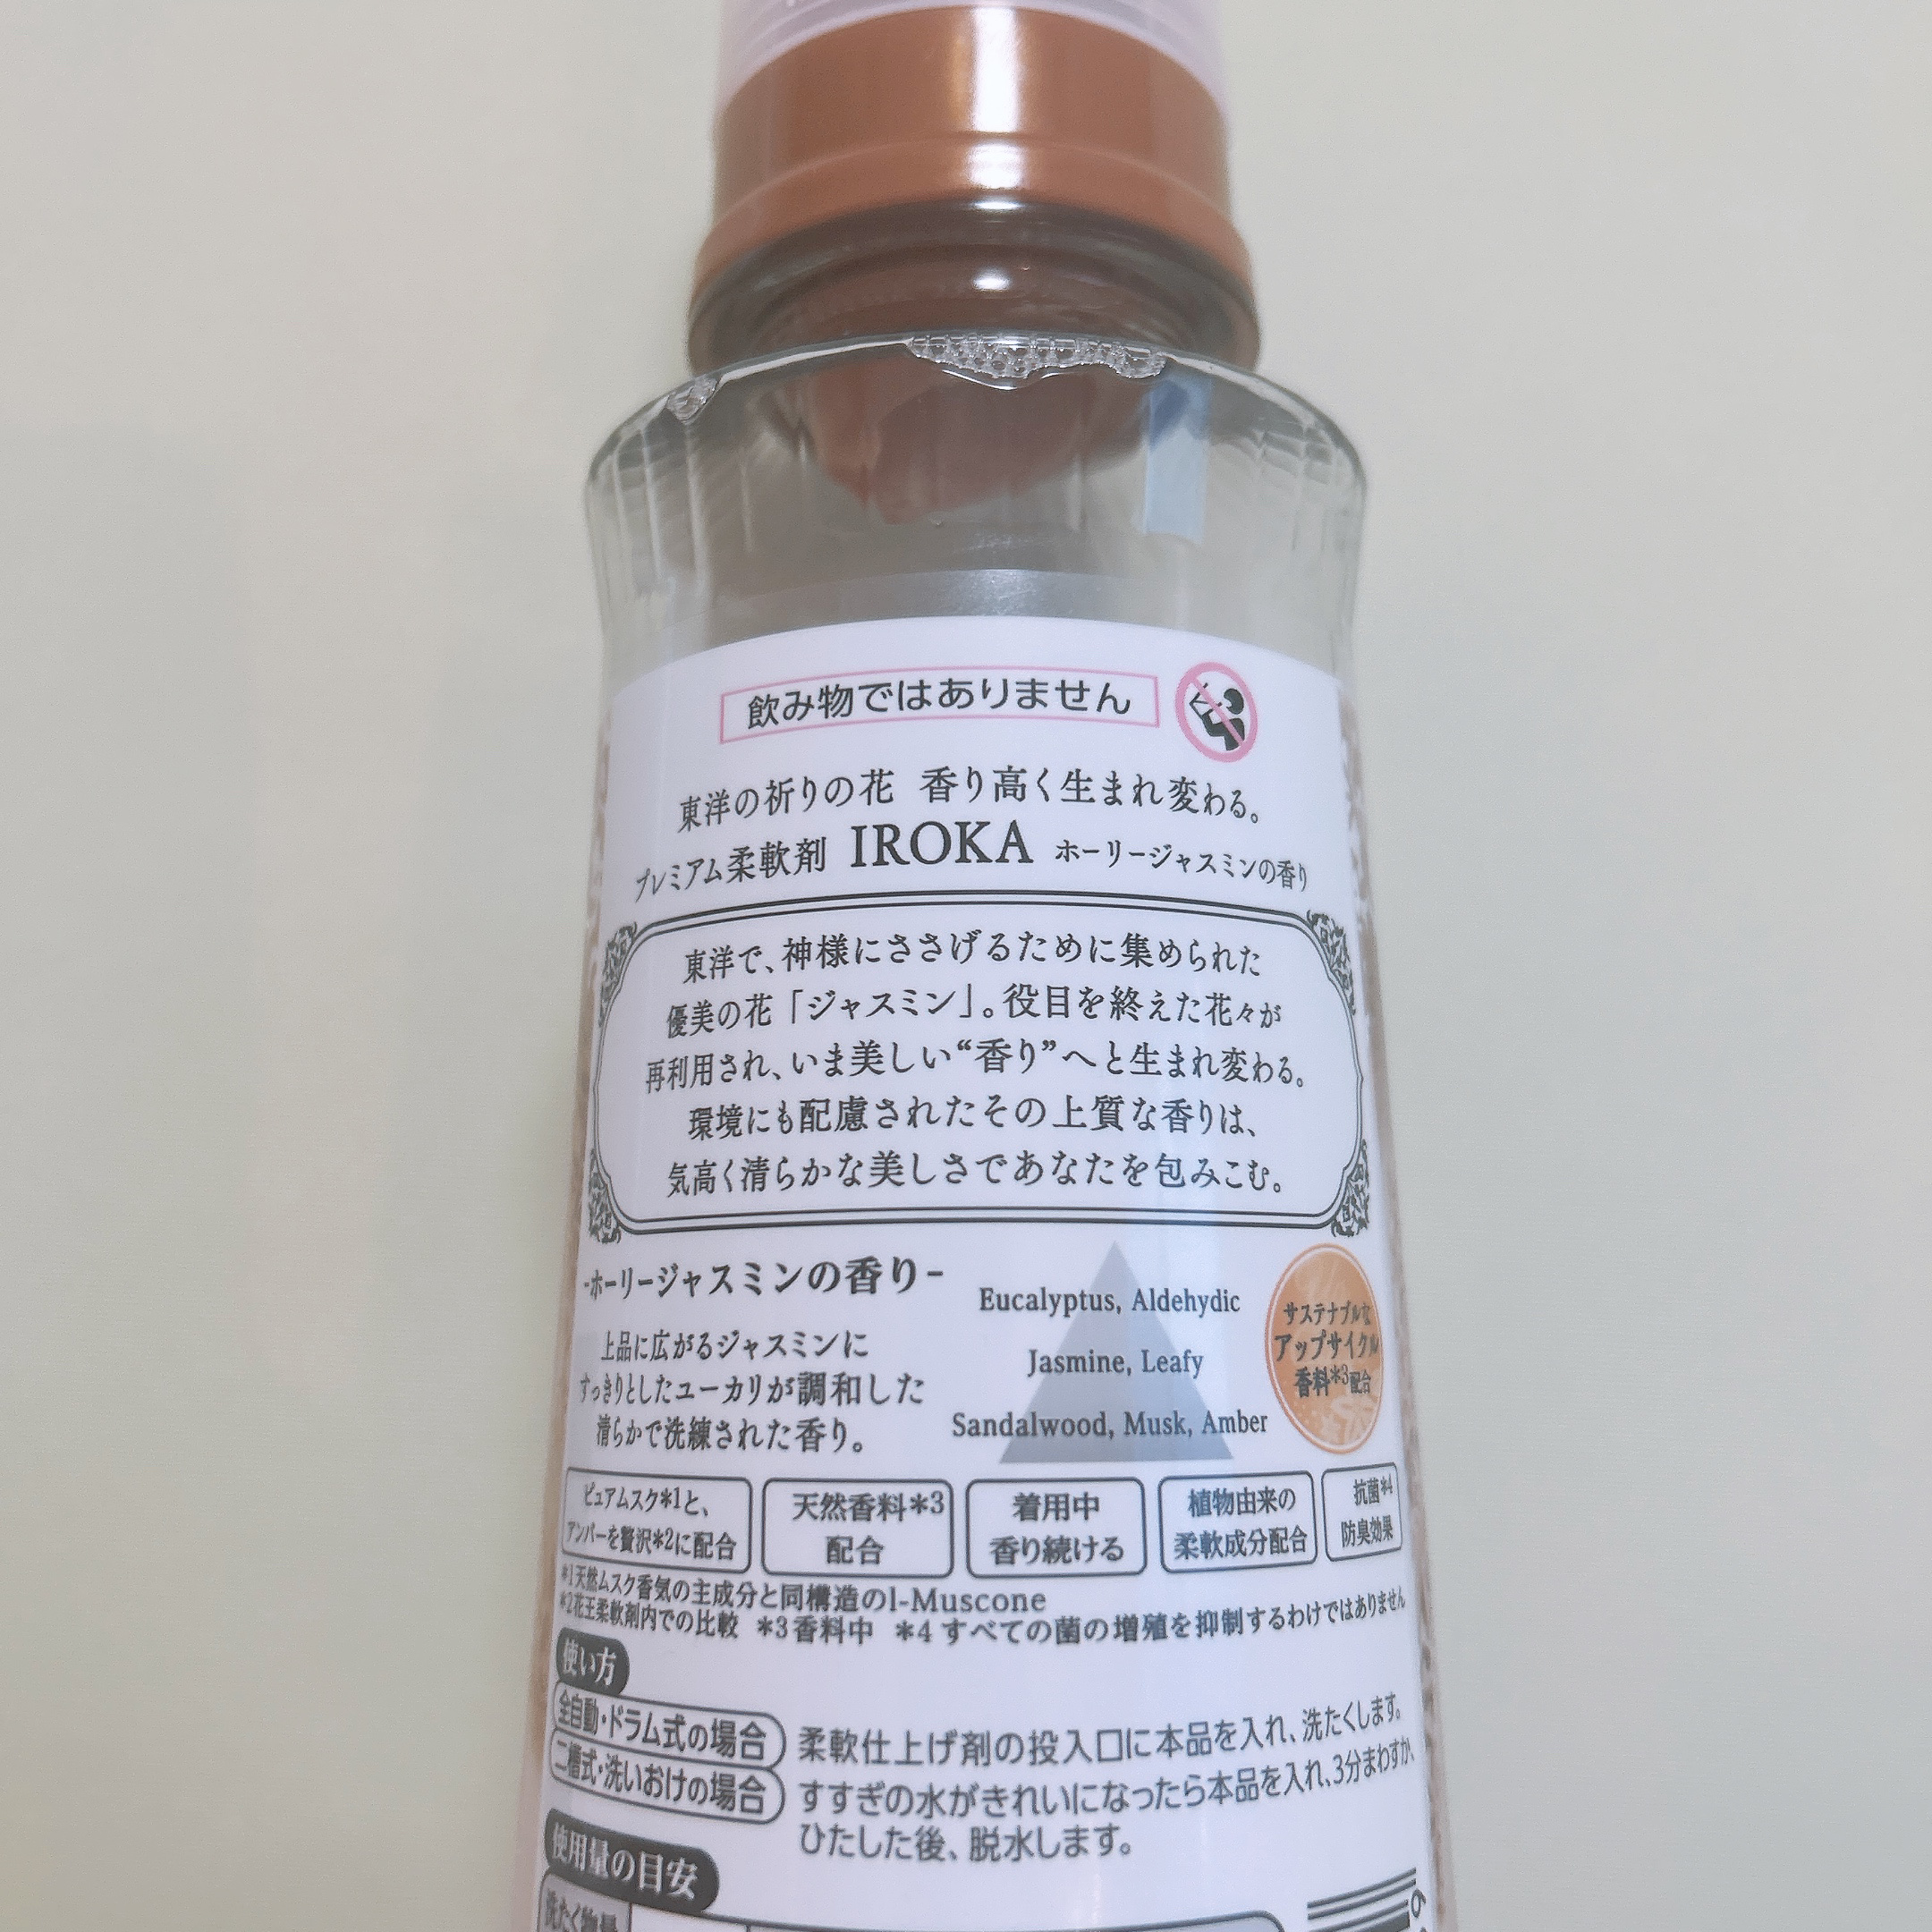 飲み物ではありません
東洋の祈りの花 香り高く生まれ変わる。
プレミアム柔軟剤 IROKA ホーリージャスミンの香り
東洋で、神様にささげるために集められた
優美の花「ジャスミン」。役目を終えた花々が
再利用され、いま美しい“香り”へと生まれ変わる。
環境にも配慮されたその上質な香りは、
気高く清らかな美しさであなたを包みこむ。
-ホーリージャスミンの香り-
上品に広がるジャスミンに
すっきりとしたユーカリが調和した
清らかで洗練された香り。
Eucalyptus, Aldehydic
Jasmine, Leafy
Sandalwood, Musk, Amber
サステナブルな
アップサイクル
香料*3配合
ピュアムスク*1と、
アンバーを贅沢*2に配合
天然香料*3
配合
着用中
香り続ける
植物由来の
柔軟成分配合
抗菌*4
防臭効果
*1天然ムスク香気の主成分と同構造のl-Muscone
*2花王柔軟剤内での比較 *3香料中 *4すべての菌の増殖を抑制するわけではありません
使い方
全自動・ドラム式の場合
柔軟仕上げ剤の投入口に本品を入れ、洗たくします。
二槽式・洗いおけの場合
すすぎの水がきれいになったら本品を入れ、3分まわすか、
ひたした後、脱水します。
使用量の目安
洗たく物量